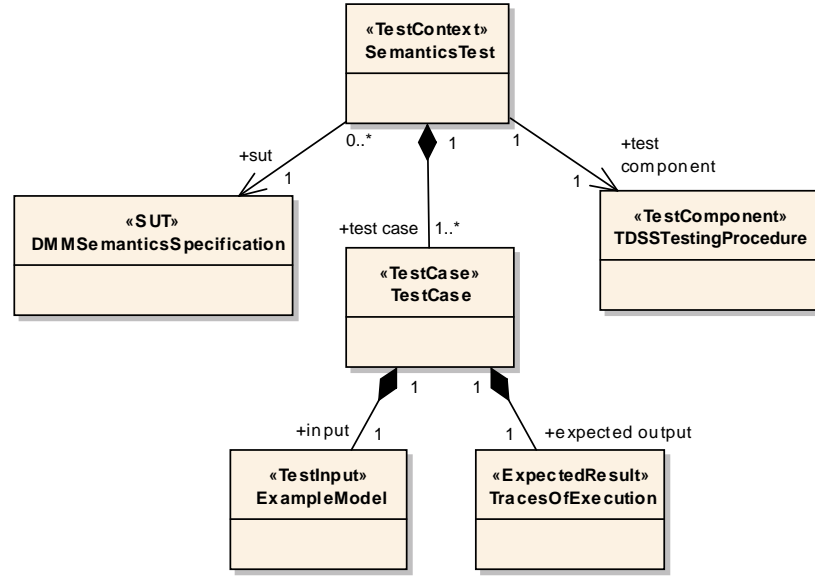 «TestContext»
SemanticsTest
0..*
1
1
+sut
1
+test
component
1
«SUT»
DMMSemanticsSpecification
+test case
1..*
«TestComponent»
TDSSTestingProcedure
«TestCase»
TestCase
1
1
+input
1
1
+expected output
«TestInput»
ExampleModel
«ExpectedResult»
TracesOfExecution